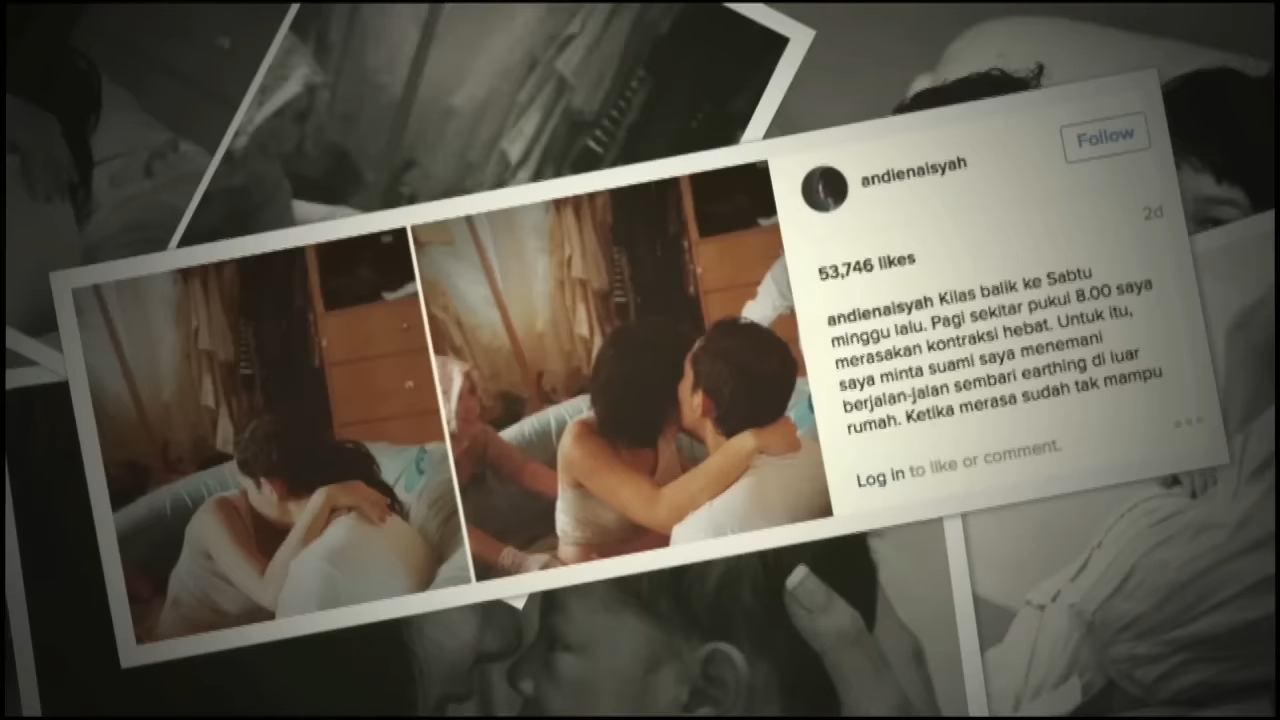 andienaisyah
Follow
2d
53,746 likes
andienaisyah Kilas balik ke Sabtu
minggu lalu. Pagi sekitar pukul 8.00 saya
merasakan kontraksi hebat. Untuk itu,
saya minta suami saya menemani
berjalan-jalan sembari earthing di luar
rumah. Ketika merasa sudah tak mampu
Log in to like or comment.